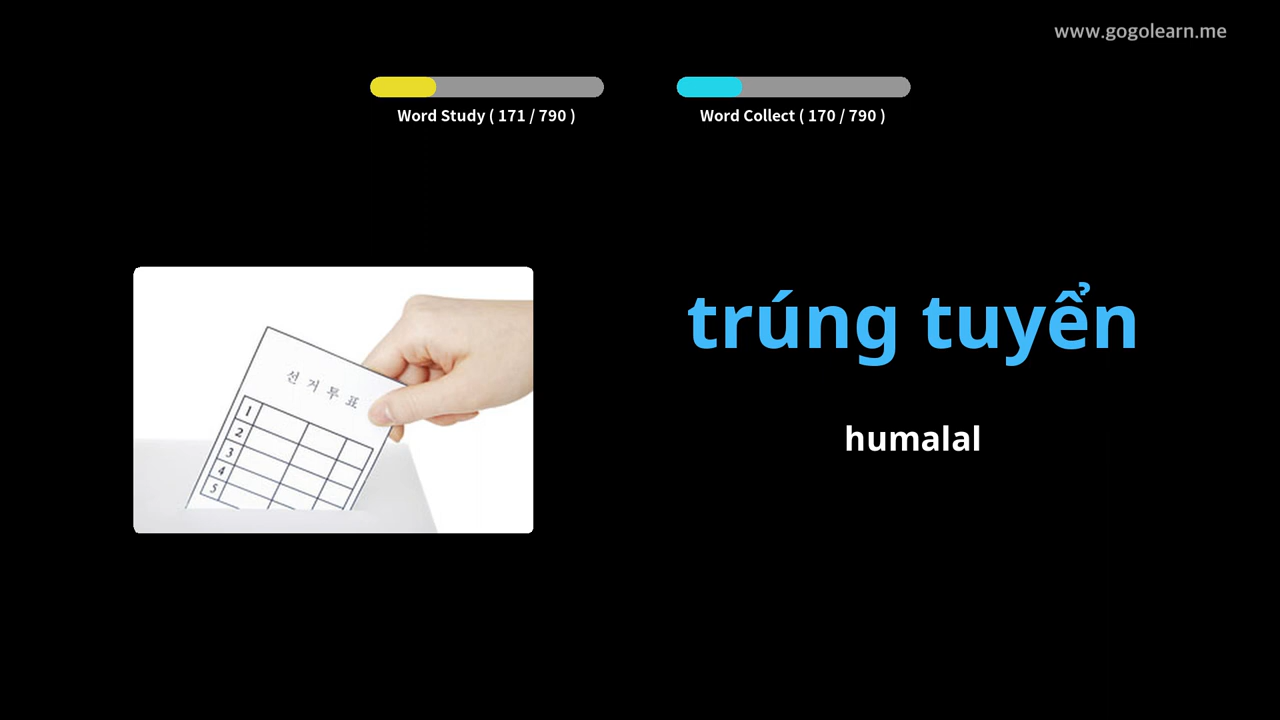 www.gogolearn.me
Word Study ( 171 / 790 )
Word Collect ( 170 / 790 )
선거투표
1
2
3
4
5
trúng tuyển
humalal